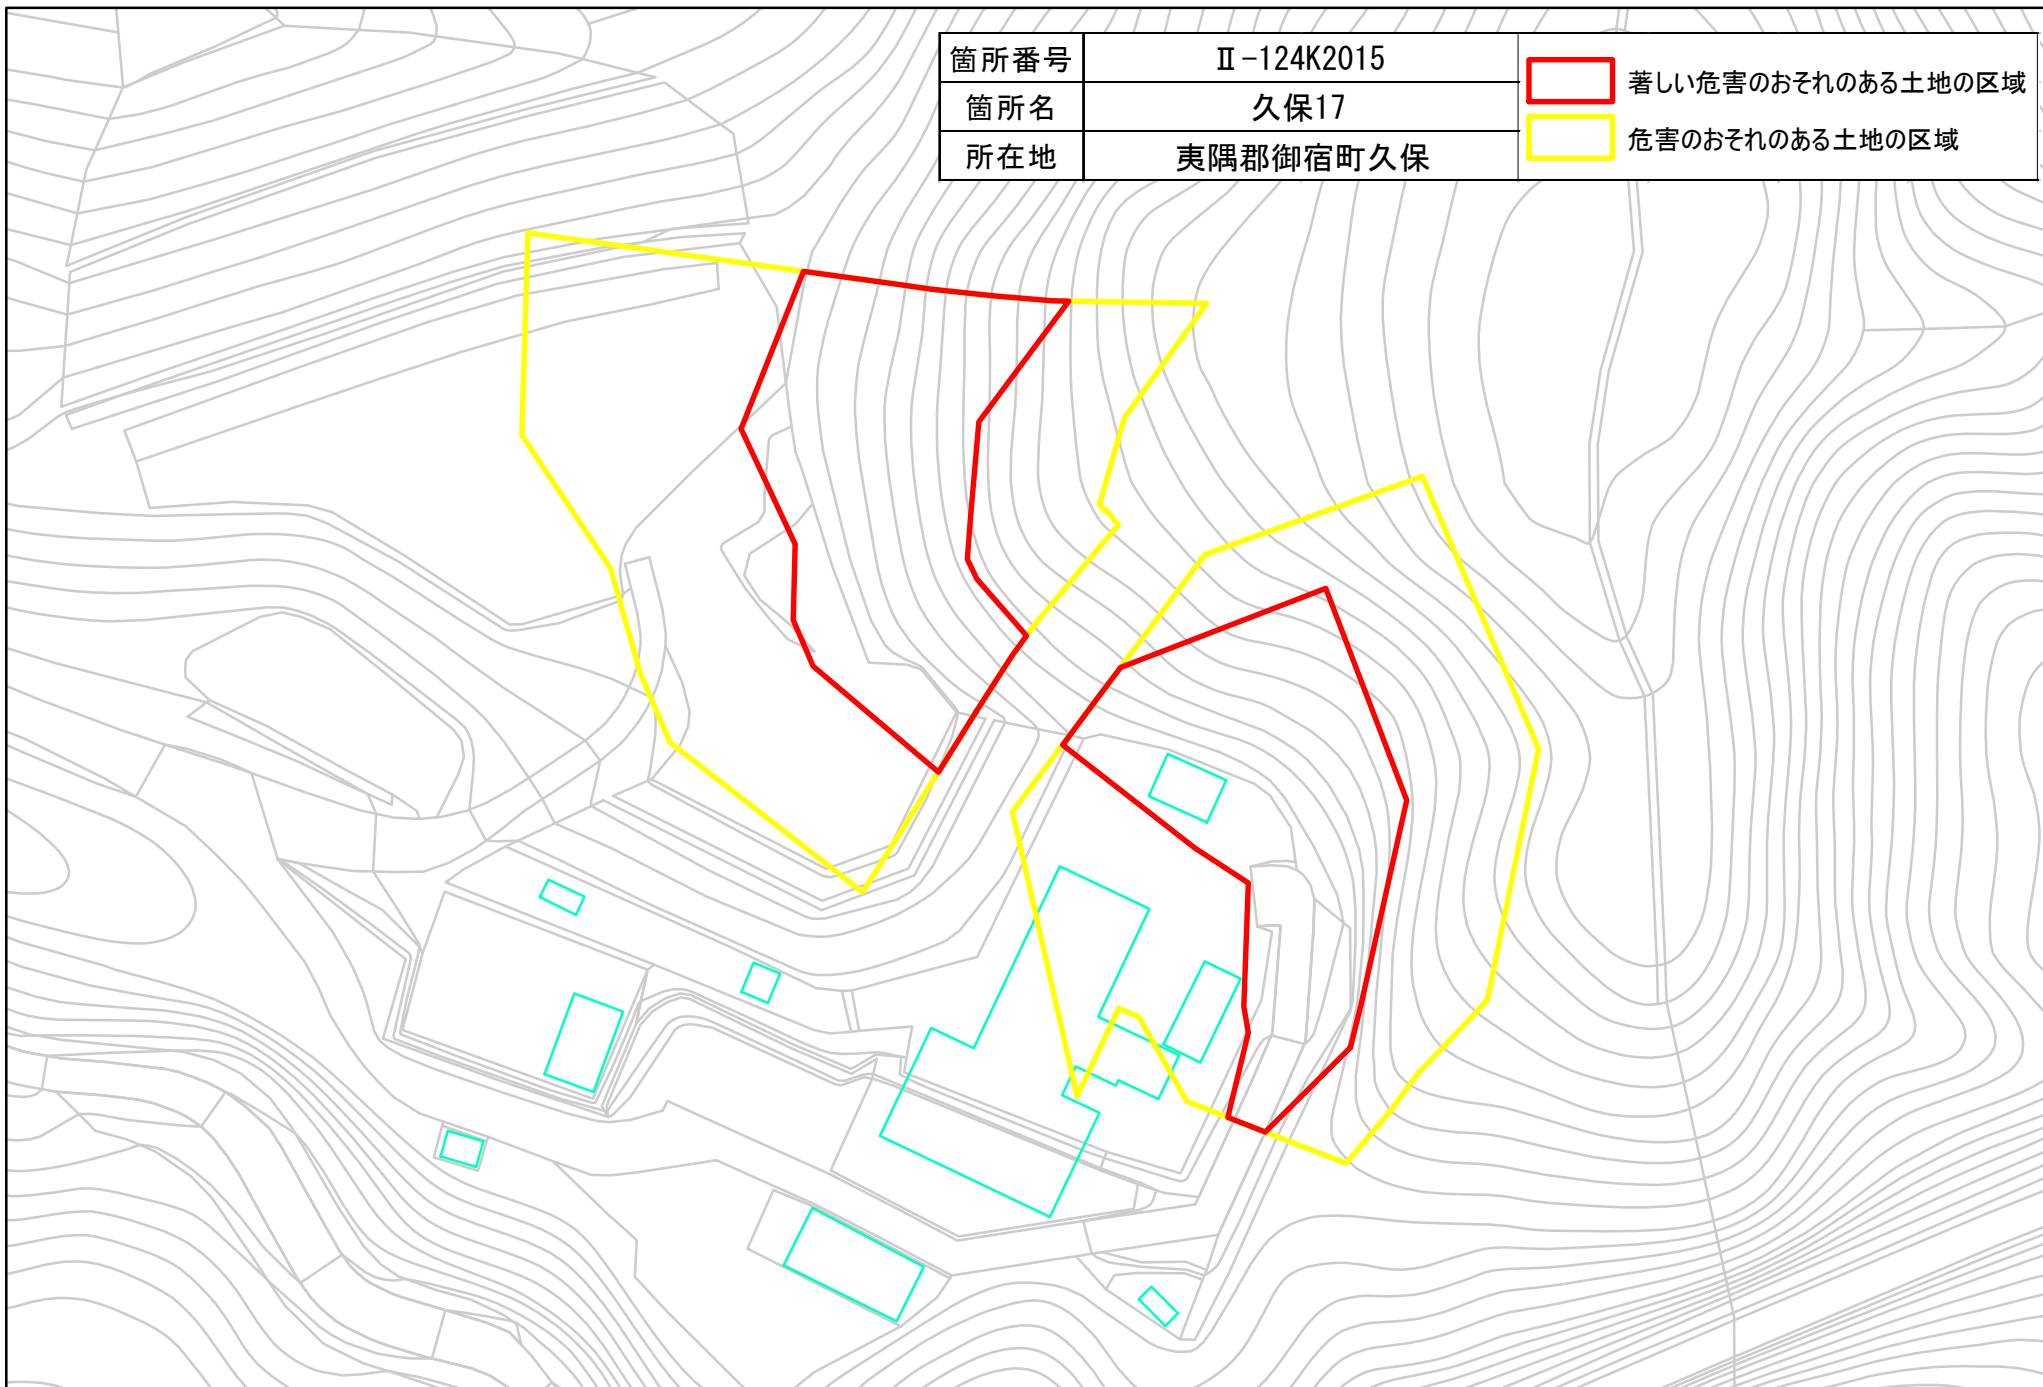 箇所番号 Ⅱ-124K2015
箇所名 久保17
所在地 夷隅郡御宿町久保
著しい危害のおそれのある土地の区域
危害のおそれのある土地の区域